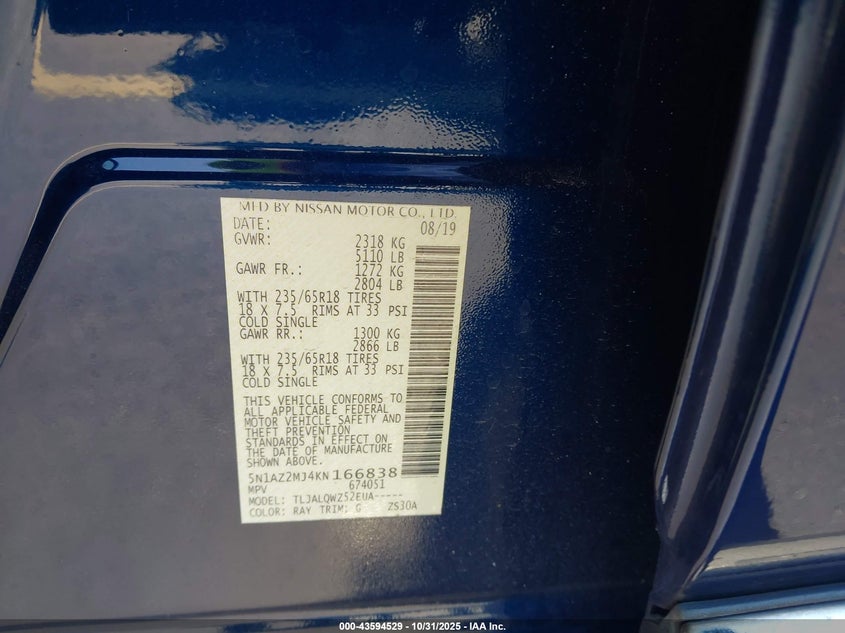 MFD BY NISSAN MOTOR CO., LTD.
DATE: 08/19
GVWR: 2318 KG
5110 LB
GAWR FR.: 1272 KG
2804 LB
WITH 235/65R18 TIRES
18 X 7.5 RIMS AT 33 PSI
COLD SINGLE
GAWR RR.: 1300 KG
2866 LB
WITH 235/65R18 TIRES
18 X 7.5 RIMS AT 33 PSI
COLD SINGLE
THIS VEHICLE CONFORMS TO
ALL APPLICABLE FEDERAL
MOTOR VEHICLE SAFETY AND
THEFT PREVENTION
STANDARDS IN EFFECT ON
THE DATE OF MANUFACTURE
SHOWN ABOVE.
5N1AZ2MJ4KN166838
MPV 674051
MODEL: TLJALQWZ52EUA-----
COLOR: RAY TRIM: G ZS30A
000-43594529 - 10/31/2025 - IAA Inc.